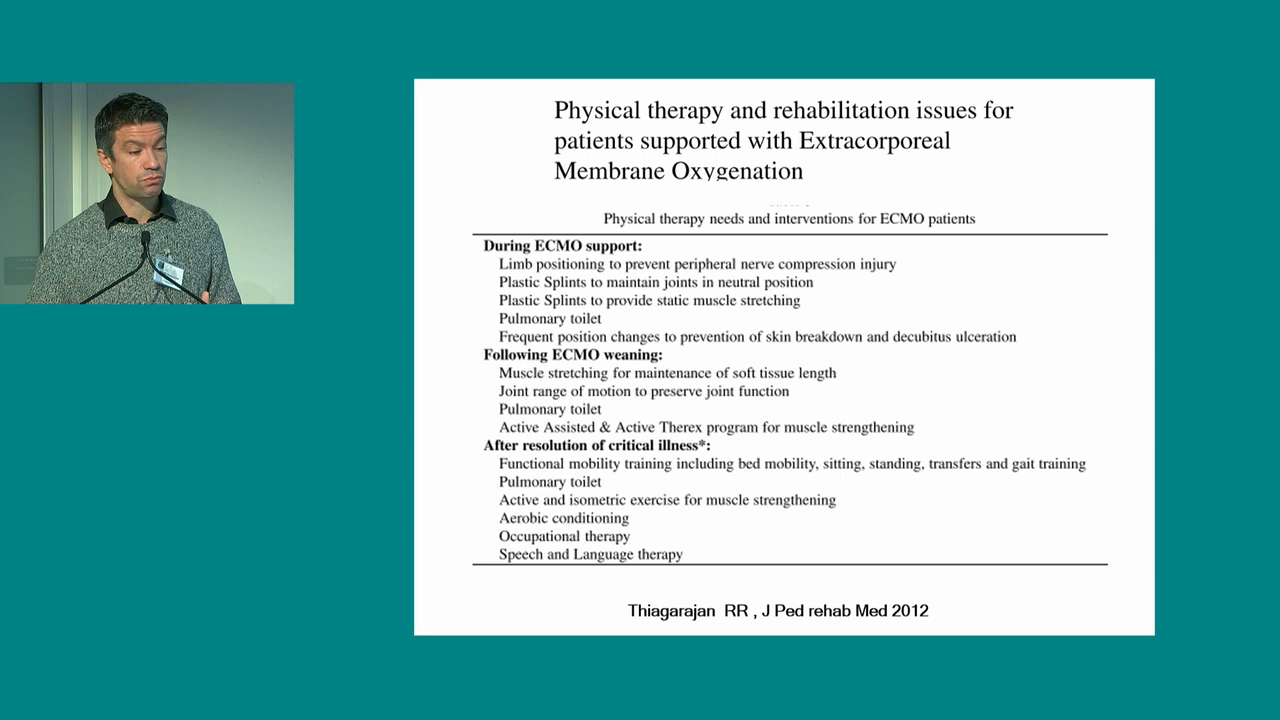 Physical therapy and rehabilitation issues for
patients supported with Extracorporeal
Membrane Oxygenation
Physical therapy needs and interventions for ECMO patients
During ECMO support:
Limb positioning to prevent peripheral nerve compression injury
Plastic Splints to maintain joints in neutral position
Plastic Splints to provide static muscle stretching
Pulmonary toilet
Frequent position changes to prevention of skin breakdown and decubitus ulceration
Following ECMO weaning:
Muscle stretching for maintenance of soft tissue length
Joint range of motion to preserve joint function
Pulmonary toilet
Active Assisted & Active Therex program for muscle strengthening
After resolution of critical illness*:
Functional mobility training including bed mobility, sitting, standing, transfers and gait training
Pulmonary toilet
Active and isometric exercise for muscle strengthening
Aerobic conditioning
Occupational therapy
Speech and Language therapy
Thiagarajan RR , J Ped rehab Med 2012